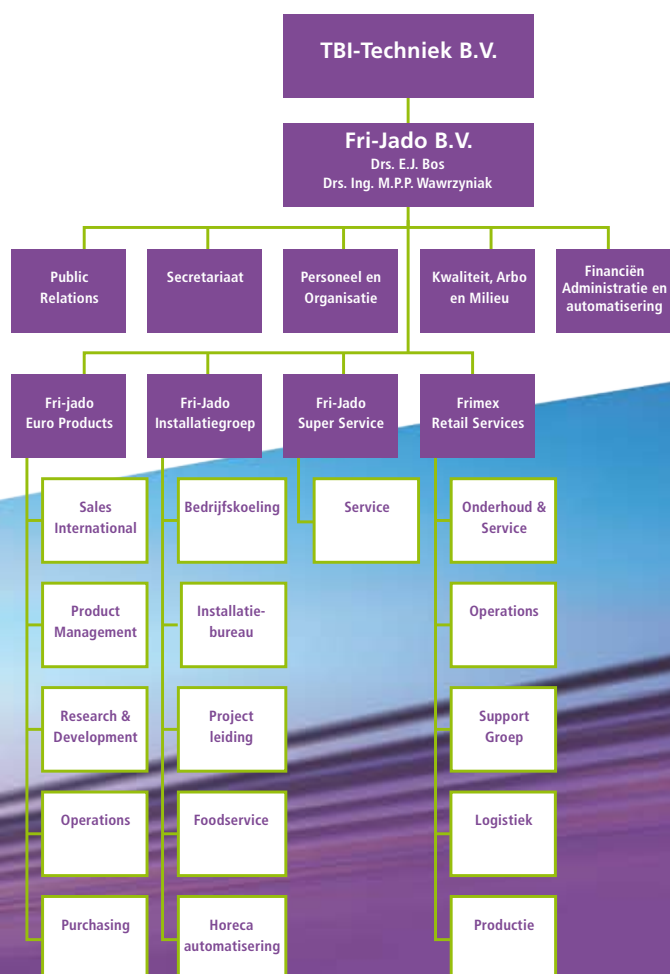 TBI-Techniek B.V.
Fri-Jado B.V.
Drs. E.J. Bos
Drs. Ing. M.P.P. Wawrzyniak
Public
Relations
Secretariaat
Personeel en
Organisatie
Kwaliteit, Arbo
en Milieu
Financiën
Administratie en
automatisering
Fri-jado
Euro Products
Fri-Jado
Installatiegroep
Fri-Jado
Super Service
Frimex
Retail Services
Sales
International
Product
Management
Research &
Development
Operations
Purchasing
Bedrijfskoeling
Installatie-
bureau
Project
leiding
Foodservice
Horeca
automatisering
Service
Onderhoud &
Service
Operations
Support
Groep
Logistiek
Productie